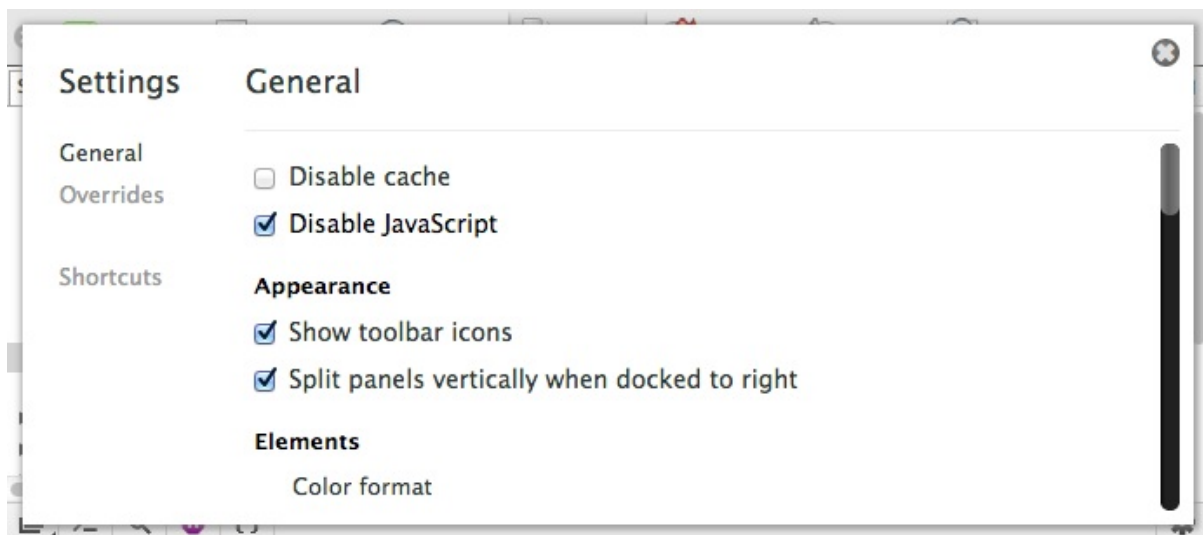 Settings
General
General
Overrides
Shortcuts
Disable cache
Disable JavaScript
Appearance
Show toolbar icons
Split panels vertically when docked to right
Elements
Color format